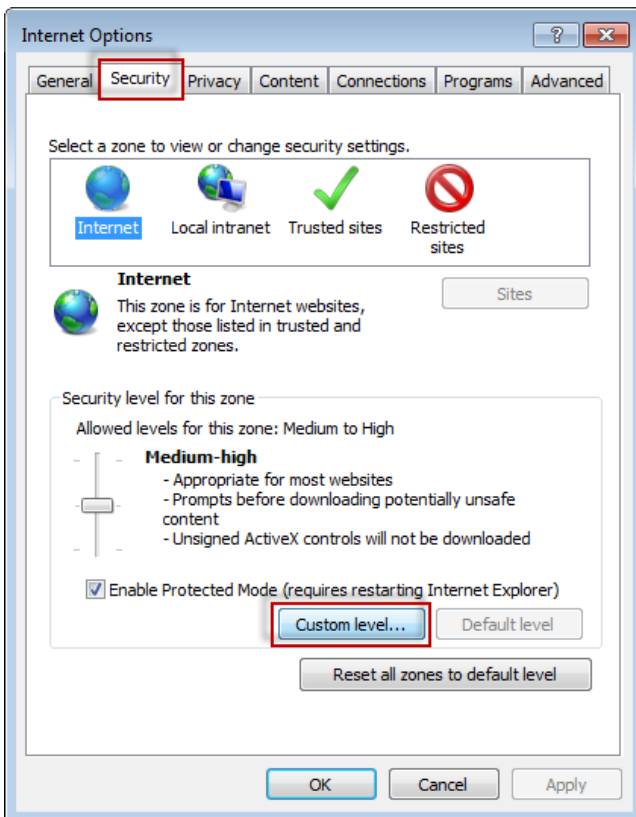 Internet Options
General Security Privacy Content Connections Programs Advanced
Select a zone to view or change security settings.
Internet Local intranet Trusted sites Restricted
sites
Internet
Sites
This zone is for Internet websites,
except those listed in trusted and
restricted zones.
Security level for this zone
Allowed levels for this zone: Medium to High
Medium-high
- Appropriate for most websites
- Prompts before downloading potentially unsafe
content
- Unsigned ActiveX controls will not be downloaded
Enable Protected Mode (requires restarting Internet Explorer)
Custom level... Default level
Reset all zones to default level
OK Cancel Apply